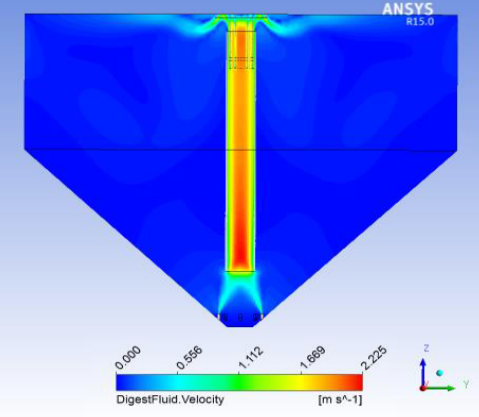 ANSYS
R15.0
0.000
0.556
1.112
1.669
2.225
DigestFluid.Velocity
[m s^-1]
Z
Y